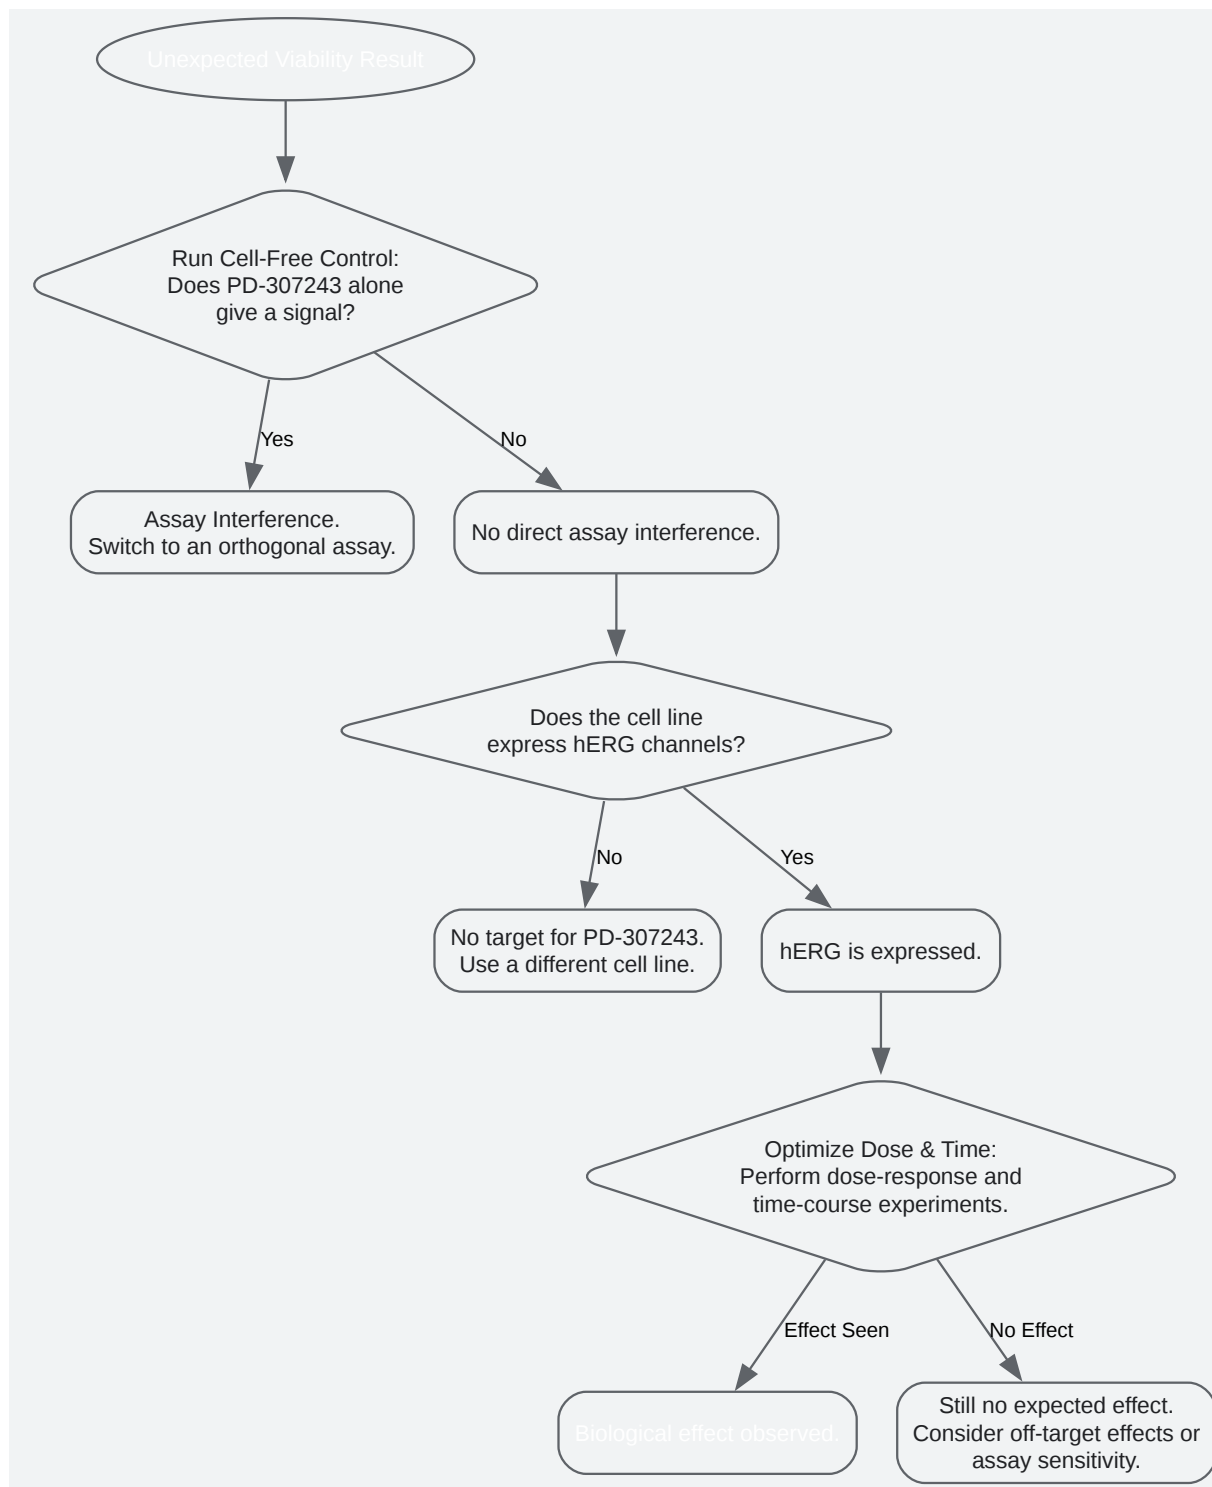 Unexpected Viability Result
Run Cell-Free Control:
Does PD-307243 alone
give a signal?
Yes
No
Assay Interference.
Switch to an orthogonal assay.
No direct assay interference.
Does the cell line
express hERG channels?
No
Yes
No target for PD-307243.
Use a different cell line.
hERG is expressed.
Optimize Dose & Time:
Perform dose-response and
time-course experiments.
Effect Seen
No Effect
Biological effect observed.
Still no expected effect.
Consider off-target effects or
assay sensitivity.